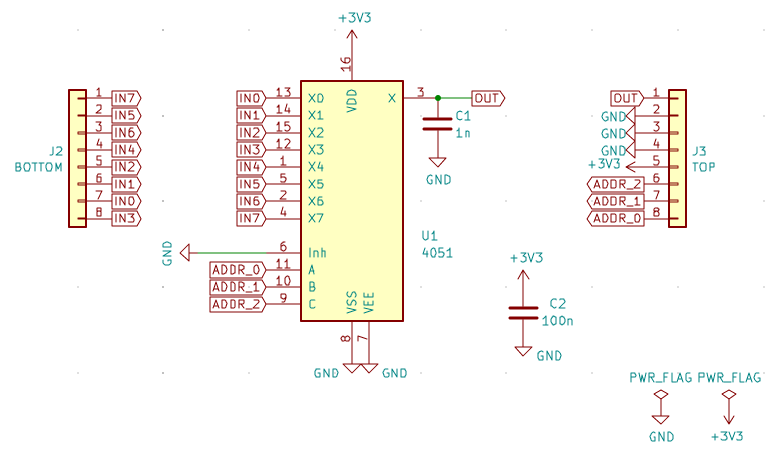 +3V3
16
VDD
1 IN7
2 IN5
3 IN6
4 IN4
5 IN2
6 IN1
7 IN0
8 IN3
J2
BOTTOM
IN0 13 X0
IN1 14 X1
IN2 15 X2
IN3 12 X3
IN4 1 X4
IN5 5 X5
IN6 2 X6
IN7 4 X7
GND 6 Inh
ADDR_0 11 A
ADDR_1 10 B
ADDR_2 9 C
X 3 OUT
C1
1n
GND
U1
4051
VSS VEE
8 7
GND GND
+3V3
C2
100n
GND
OUT 1
GND 2
GND 3
GND 4
+3V3 5
ADDR_2 6
ADDR_1 7
ADDR_0 8
J3
TOP
PWR_FLAG PWR_FLAG
GND +3V3